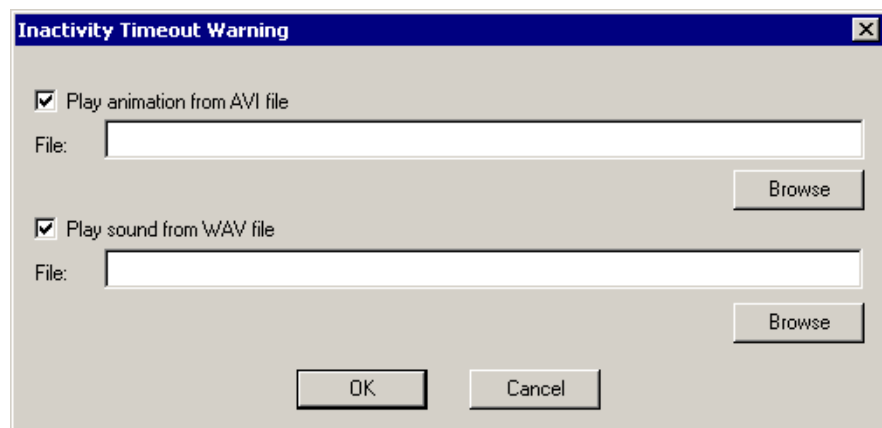 Inactivity Timeout Warning
Play animation from AVI file
File:
Browse
Play sound from WAV file
File:
Browse
OK Cancel